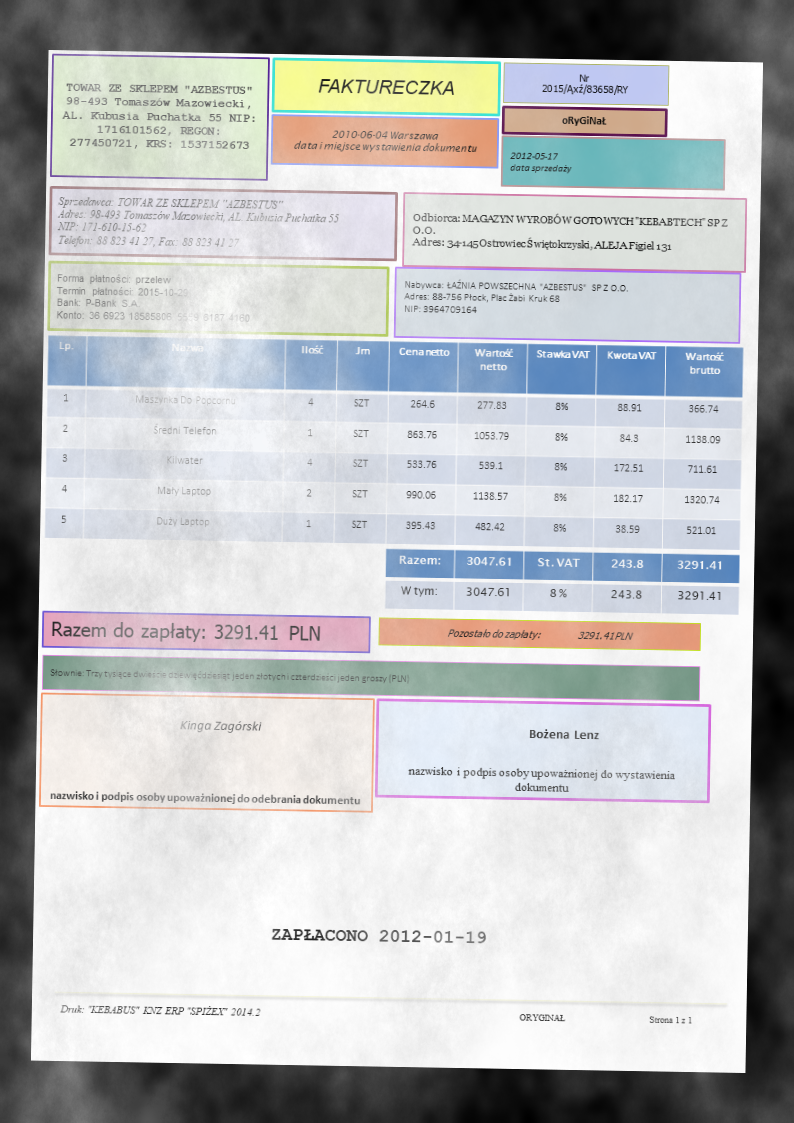 TOWAR ZE SKLEPEM "AZBESTUS"
98-493 Tomaszów Mazowiecki,
AL. Kubusia Puchatka 55 NIP:
1716101562, REGON:
277450721, KRS: 1537152673
FAKTURECZKA
2010-06-04 Warszawa
data i miejsce wystawienia dokumentu
Nr
2015/Ąxż/83658/RY
oRyGiNał
2012-05-17
data sprzedaży
Sprzedawca: TOWAR ZE SKLEPEM "AZBESTUS"
Adres: 98-493 Tomaszów Mazowiecki, AL. Kubusia Puchatka 55
NIP: 171-610-15-62
Telefon: 88 823 41 27, Fax: 88 823 41 27
Odbiorca: MAGAZYN WYROBÓW GOTOWYCH "KEBABTECH" SP Z
O.O.
Adres: 34-145 Ostrowiec Świętokrzyski, ALEJA Figiel 131
Forma płatności: przelew
Termin płatności: 2015-10-
Bank: P-Bank S.A.
Konto: 36 6923 18585806 8187 4160
Nabywca: ŁAŹNIA POWSZECHNA "AZBESTUS" SP Z O.O.
Adres: 88-756 Płock, Plac Żabi Kruk 68
NIP: 3964709164
Lp. Nazwa Ilość Jm Cena netto Wartość netto Stawka VAT Kwota VAT Wartość brutto
1 Maszynka Do Popcornu 4 SZT 264.6 277.83 8% 88.91 366.74
2 Średni Telefon 1 SZT 863.76 1053.79 8% 84.3 1138.09
3 Kilwater 4 SZT 533.76 539.1 8% 172.51 711.61
4 Mały Laptop 2 SZT 990.06 1138.57 8% 182.17 1320.74
5 Duży Laptop 1 SZT 395.43 482.42 8% 38.59 521.01
Razem: 3047.61 St. VAT 243.8 3291.41
W tym: 3047.61 8 % 243.8 3291.41
Razem do zapłaty: 3291.41 PLN
Pozostało do zapłaty: 3291.41 PLN
Słownie: Trzy tysiące dwieście dziewięćdziesiąt jeden złotych i czterdzieści jeden groszy (PLN)
Kinga Zagórski
nazwisko i podpis osoby upoważnionej do odebrania dokumentu
Bożena Lenz
nazwisko i podpis osoby upoważnionej do wystawienia
dokumentu
ZAPŁACONO 2012-01-19
Druk: "KEBABUS" KNZ ERP "SPIŻEX" 2014.2
ORYGINAŁ
Strona 1 z 1